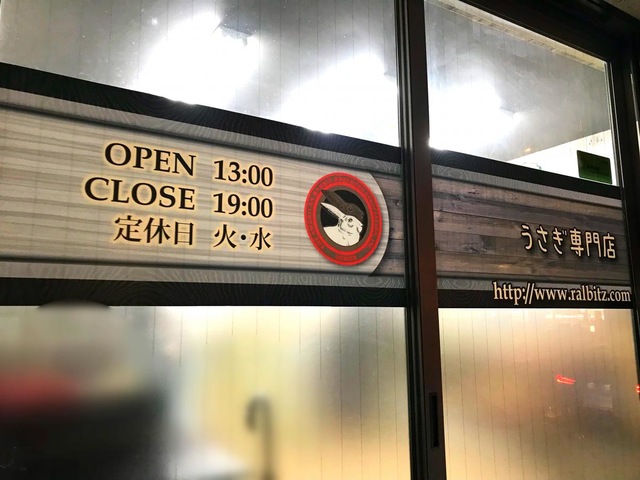 OPEN 13:00
CLOSE 19:00
定休日 火・水
うさぎ専門店
http://www.ralbitz.com